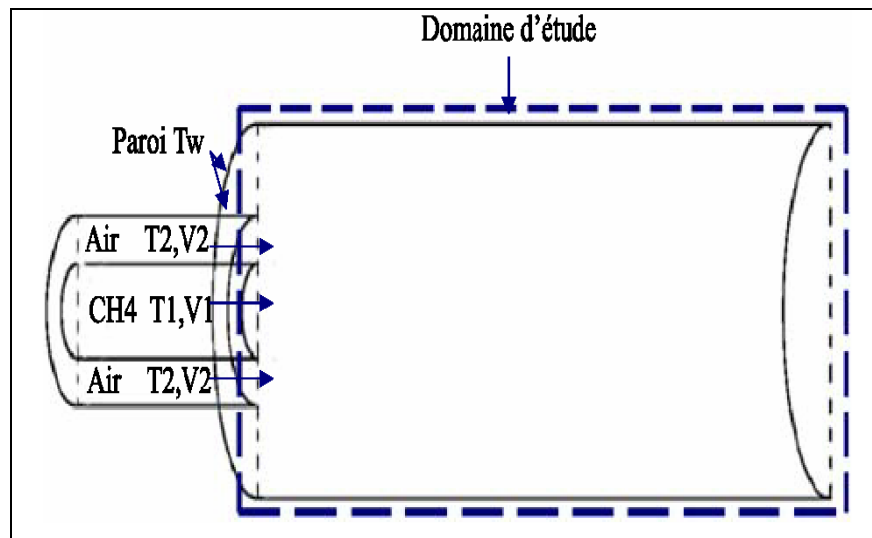 Domaine d'étude
Paroi Tw
Air T2,V2
CH4 T1,V1
Air T2,V2